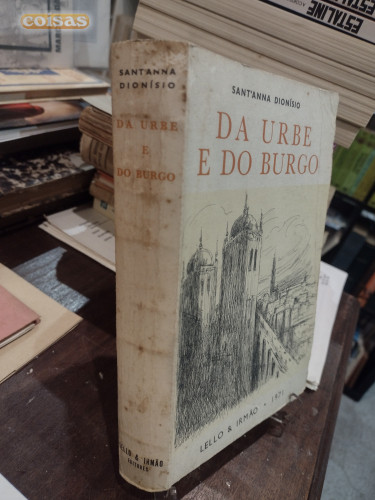 coisas
ESTALINE
SANT'ANNA
DIONÍSIO
DA URBE
E
DO BURGO
LELLO & IRMÃO
EDITORES
SANT'ANNA DIONÍSIO
DA URBE
E DO BURGO
LELLO & IRMÃO • 1971